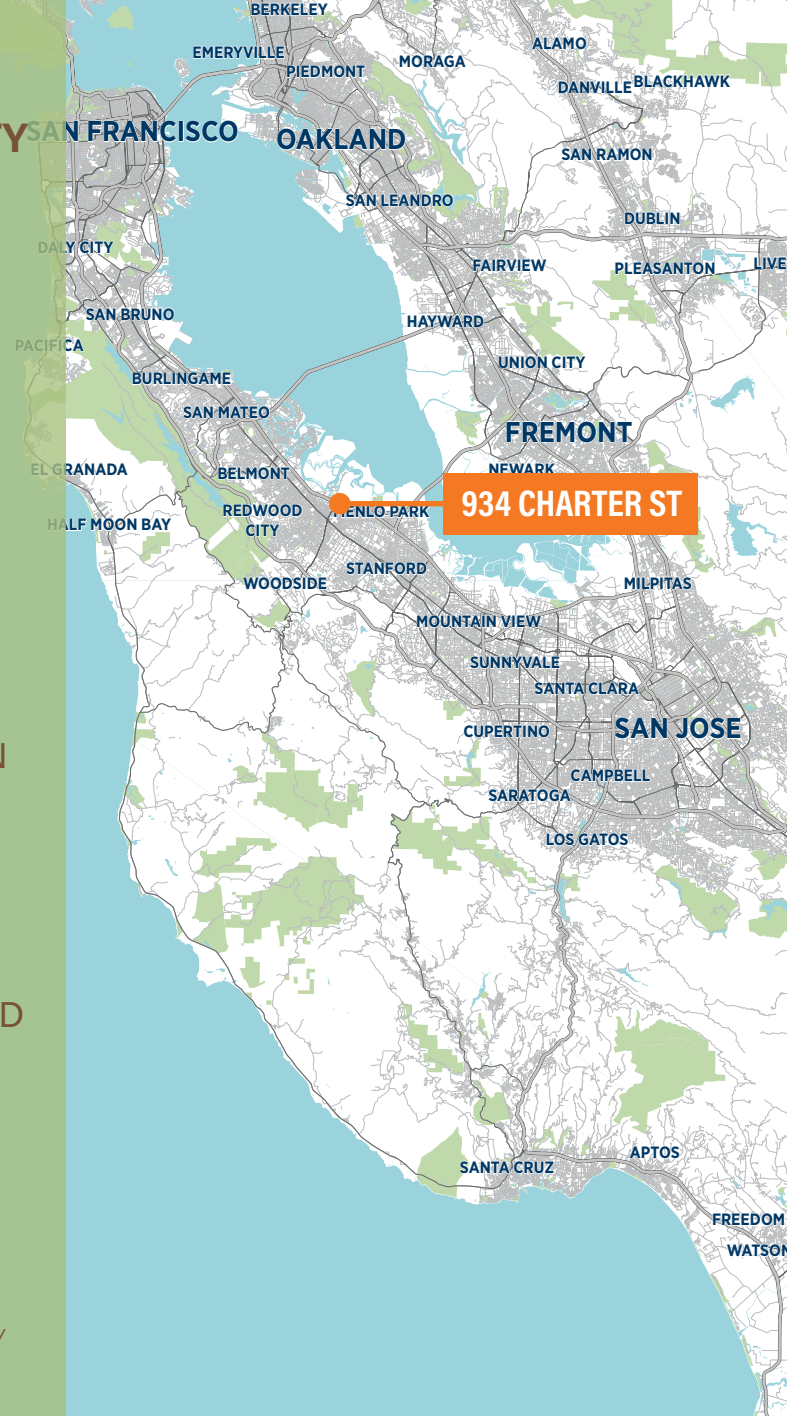 BERKELEY
EMERYVILLE
ALAMO
MORAGA
PIEDMONT
DANVILLE
BLACKHAWK
SAN FRANCISCO
OAKLAND
SAN RAMON
SAN LEANDRO
DUBLIN
DALY CITY
FAIRVIEW
PLEASANTON
LIVE
SAN BRUNO
HAYWARD
PACIFICA
UNION CITY
BURLINGAME
SAN MATEO
FREMONT
EL GRANADA
BELMONT
NEWARK
934 CHARTER ST
REDWOOD
CITY
MENLO PARK
HALF MOON BAY
STANFORD
WOODSIDE
MILPITAS
MOUNTAIN VIEW
SUNNYVALE
SANTA CLARA
CUPERTINO
SAN JOSE
N
CAMPBELL
SARATOGA
LOS GATOS
D
SANTA CRUZ
APTOS
FREEDOM
WATSON
Y